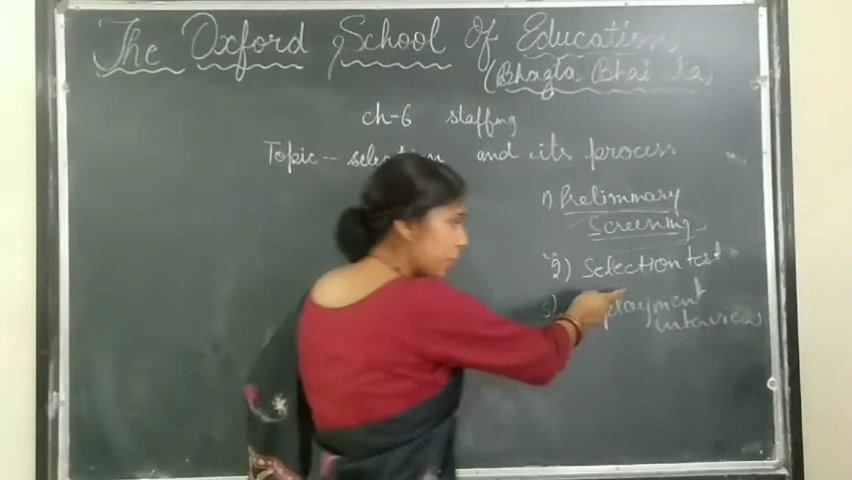 The Oxford School of Education,
(Bhagta Bhai Ka)
ch-6 staffing
Topic - selection and its process
1) Preliminary
Screening
2) Selection test
3) ployment
interview